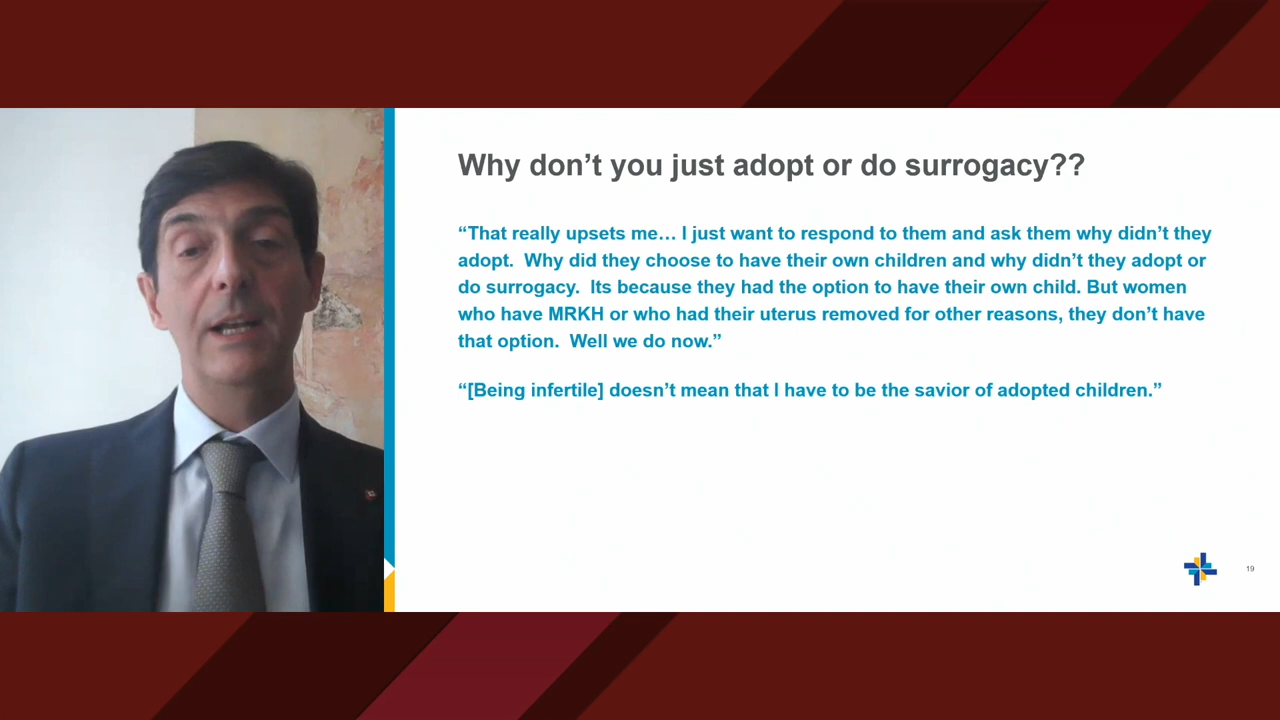 Why don’t you just adopt or do surrogacy??
“That really upsets me… I just want to respond to them and ask them why didn’t they
adopt.  Why did they choose to have their own children and why didn’t they adopt or
do surrogacy.  Its because they had the option to have their own child. But women
who have MRKH or who had their uterus removed for other reasons, they don’t have
that option.  Well we do now.”
“[Being infertile] doesn’t mean that I have to be the savior of adopted children.”
19